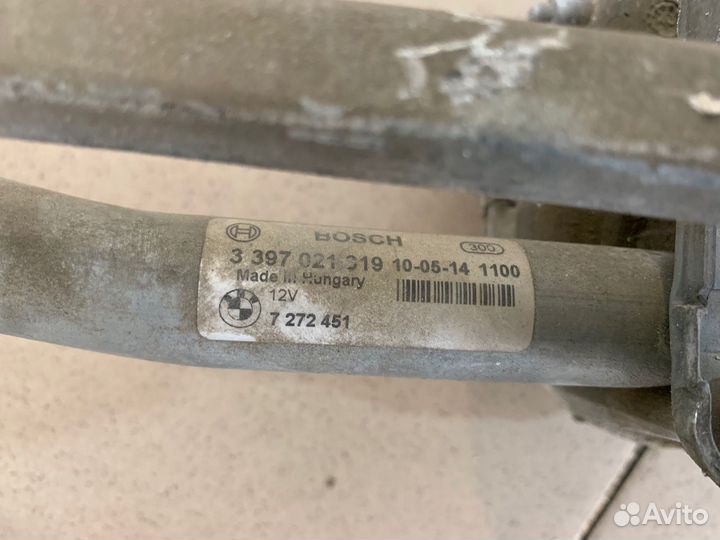 BOSCH
300
3 397 021 319 10-05-14 1100
Made in Hungary
12V
7 272 451
Avito